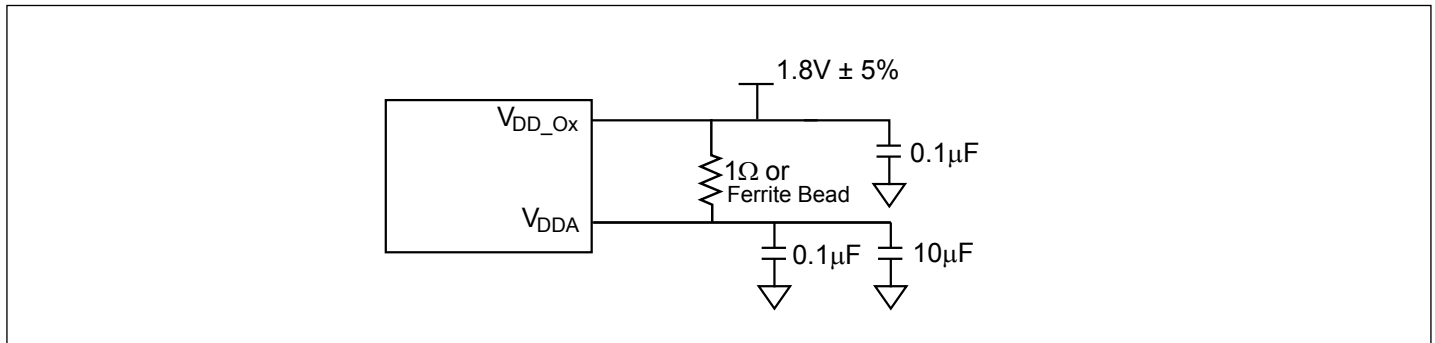 1.8V ± 5%
V_DD_Ox
0.1μF
1Ω or
Ferrite Bead
V_DDA
0.1μF
10μF